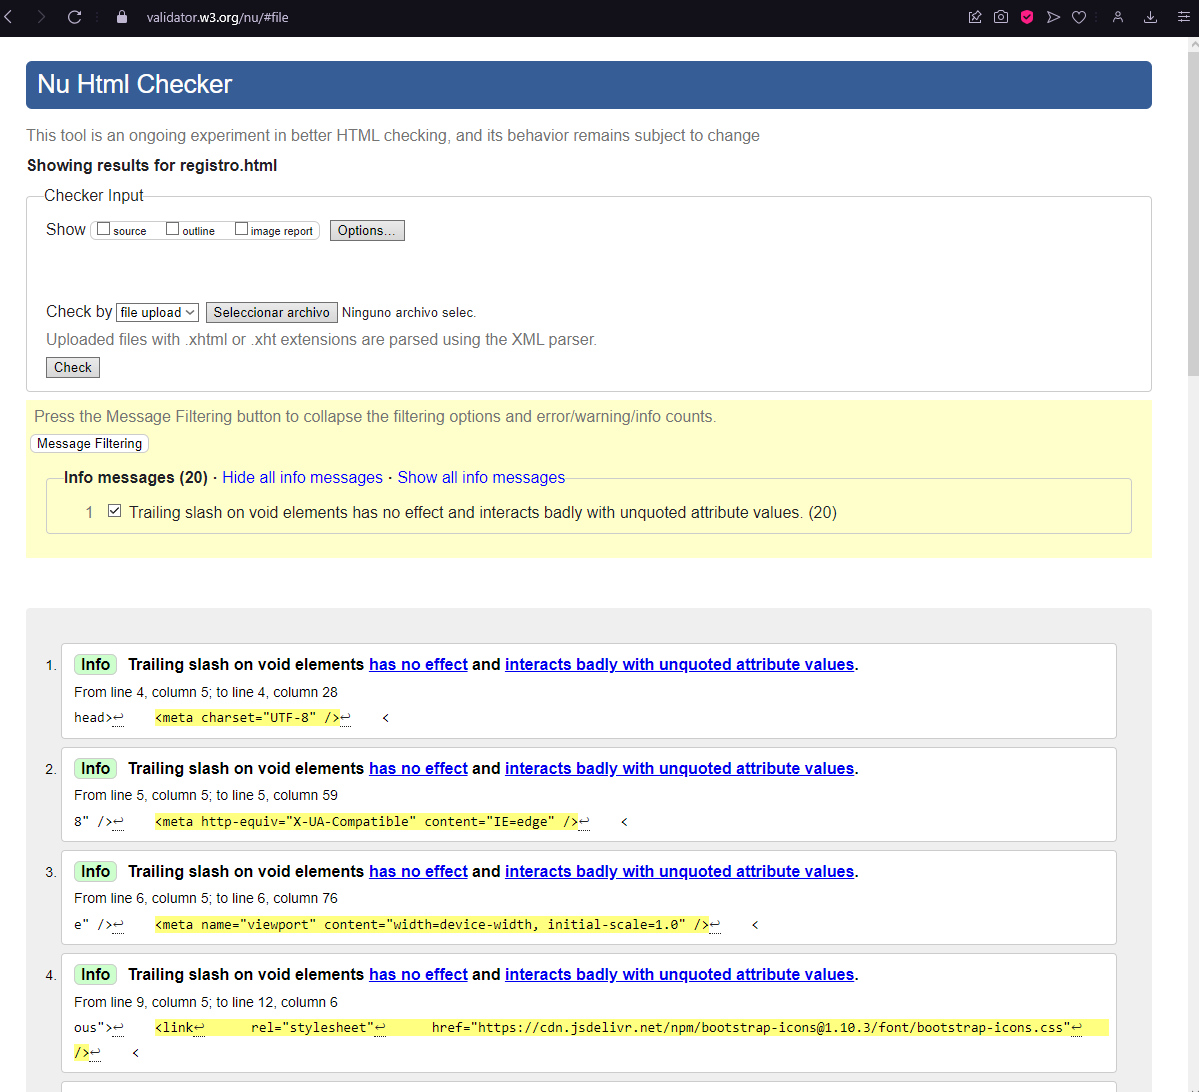 validator.w3.org/nu/#file
Nu Html Checker
This tool is an ongoing experiment in better HTML checking, and its behavior remains subject to change
Showing results for registro.html
Checker Input
Show source outline image report Options...
Check by file upload Seleccionar archivo Ninguno archivo selec.
Uploaded files with .xhtml or .xht extensions are parsed using the XML parser.
Check
Press the Message Filtering button to collapse the filtering options and error/warning/info counts.
Message Filtering
Info messages (20) · Hide all info messages · Show all info messages
1 Trailing slash on void elements has no effect and interacts badly with unquoted attribute values. (20)
1. Info Trailing slash on void elements has no effect and interacts badly with unquoted attribute values.
From line 4, column 5; to line 4, column 28
head>↩ <meta charset="UTF-8" />↩ <
2. Info Trailing slash on void elements has no effect and interacts badly with unquoted attribute values.
From line 5, column 5; to line 5, column 59
8" />↩ <meta http-equiv="X-UA-Compatible" content="IE=edge" />↩ <
3. Info Trailing slash on void elements has no effect and interacts badly with unquoted attribute values.
From line 6, column 5; to line 6, column 76
e" />↩ <meta name="viewport" content="width=device-width, initial-scale=1.0" />↩ <
4. Info Trailing slash on void elements has no effect and interacts badly with unquoted attribute values.
From line 9, column 5; to line 12, column 6
ous">↩ <link↩ rel="stylesheet"↩ href="https://cdn.jsdelivr.net/npm/bootstrap-icons@1.10.3/font/bootstrap-icons.css"↩
/>↩ <